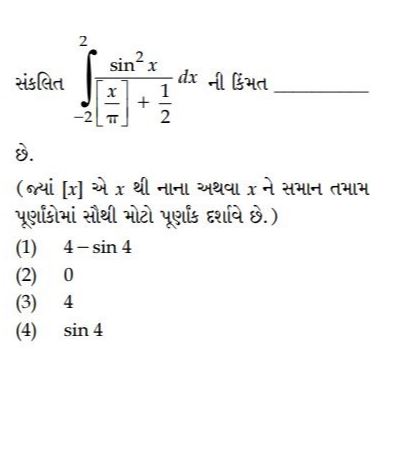 સંકલિત \int_{-2}^{2} \frac{\sin^2 x}{\left[\frac{x}{\pi}\right] + \frac{1}{2}} dx ની કિંમત ___________
છે.
(જ્યાં [x] એ x થી નાના અથવા x ને સમાન તમામ
પૂર્ણાંકોમાં સૌથી મોટો પૂર્ણાંક દર્શાવે છે.)
(1) 4 – sin 4
(2) 0
(3) 4
(4) sin 4